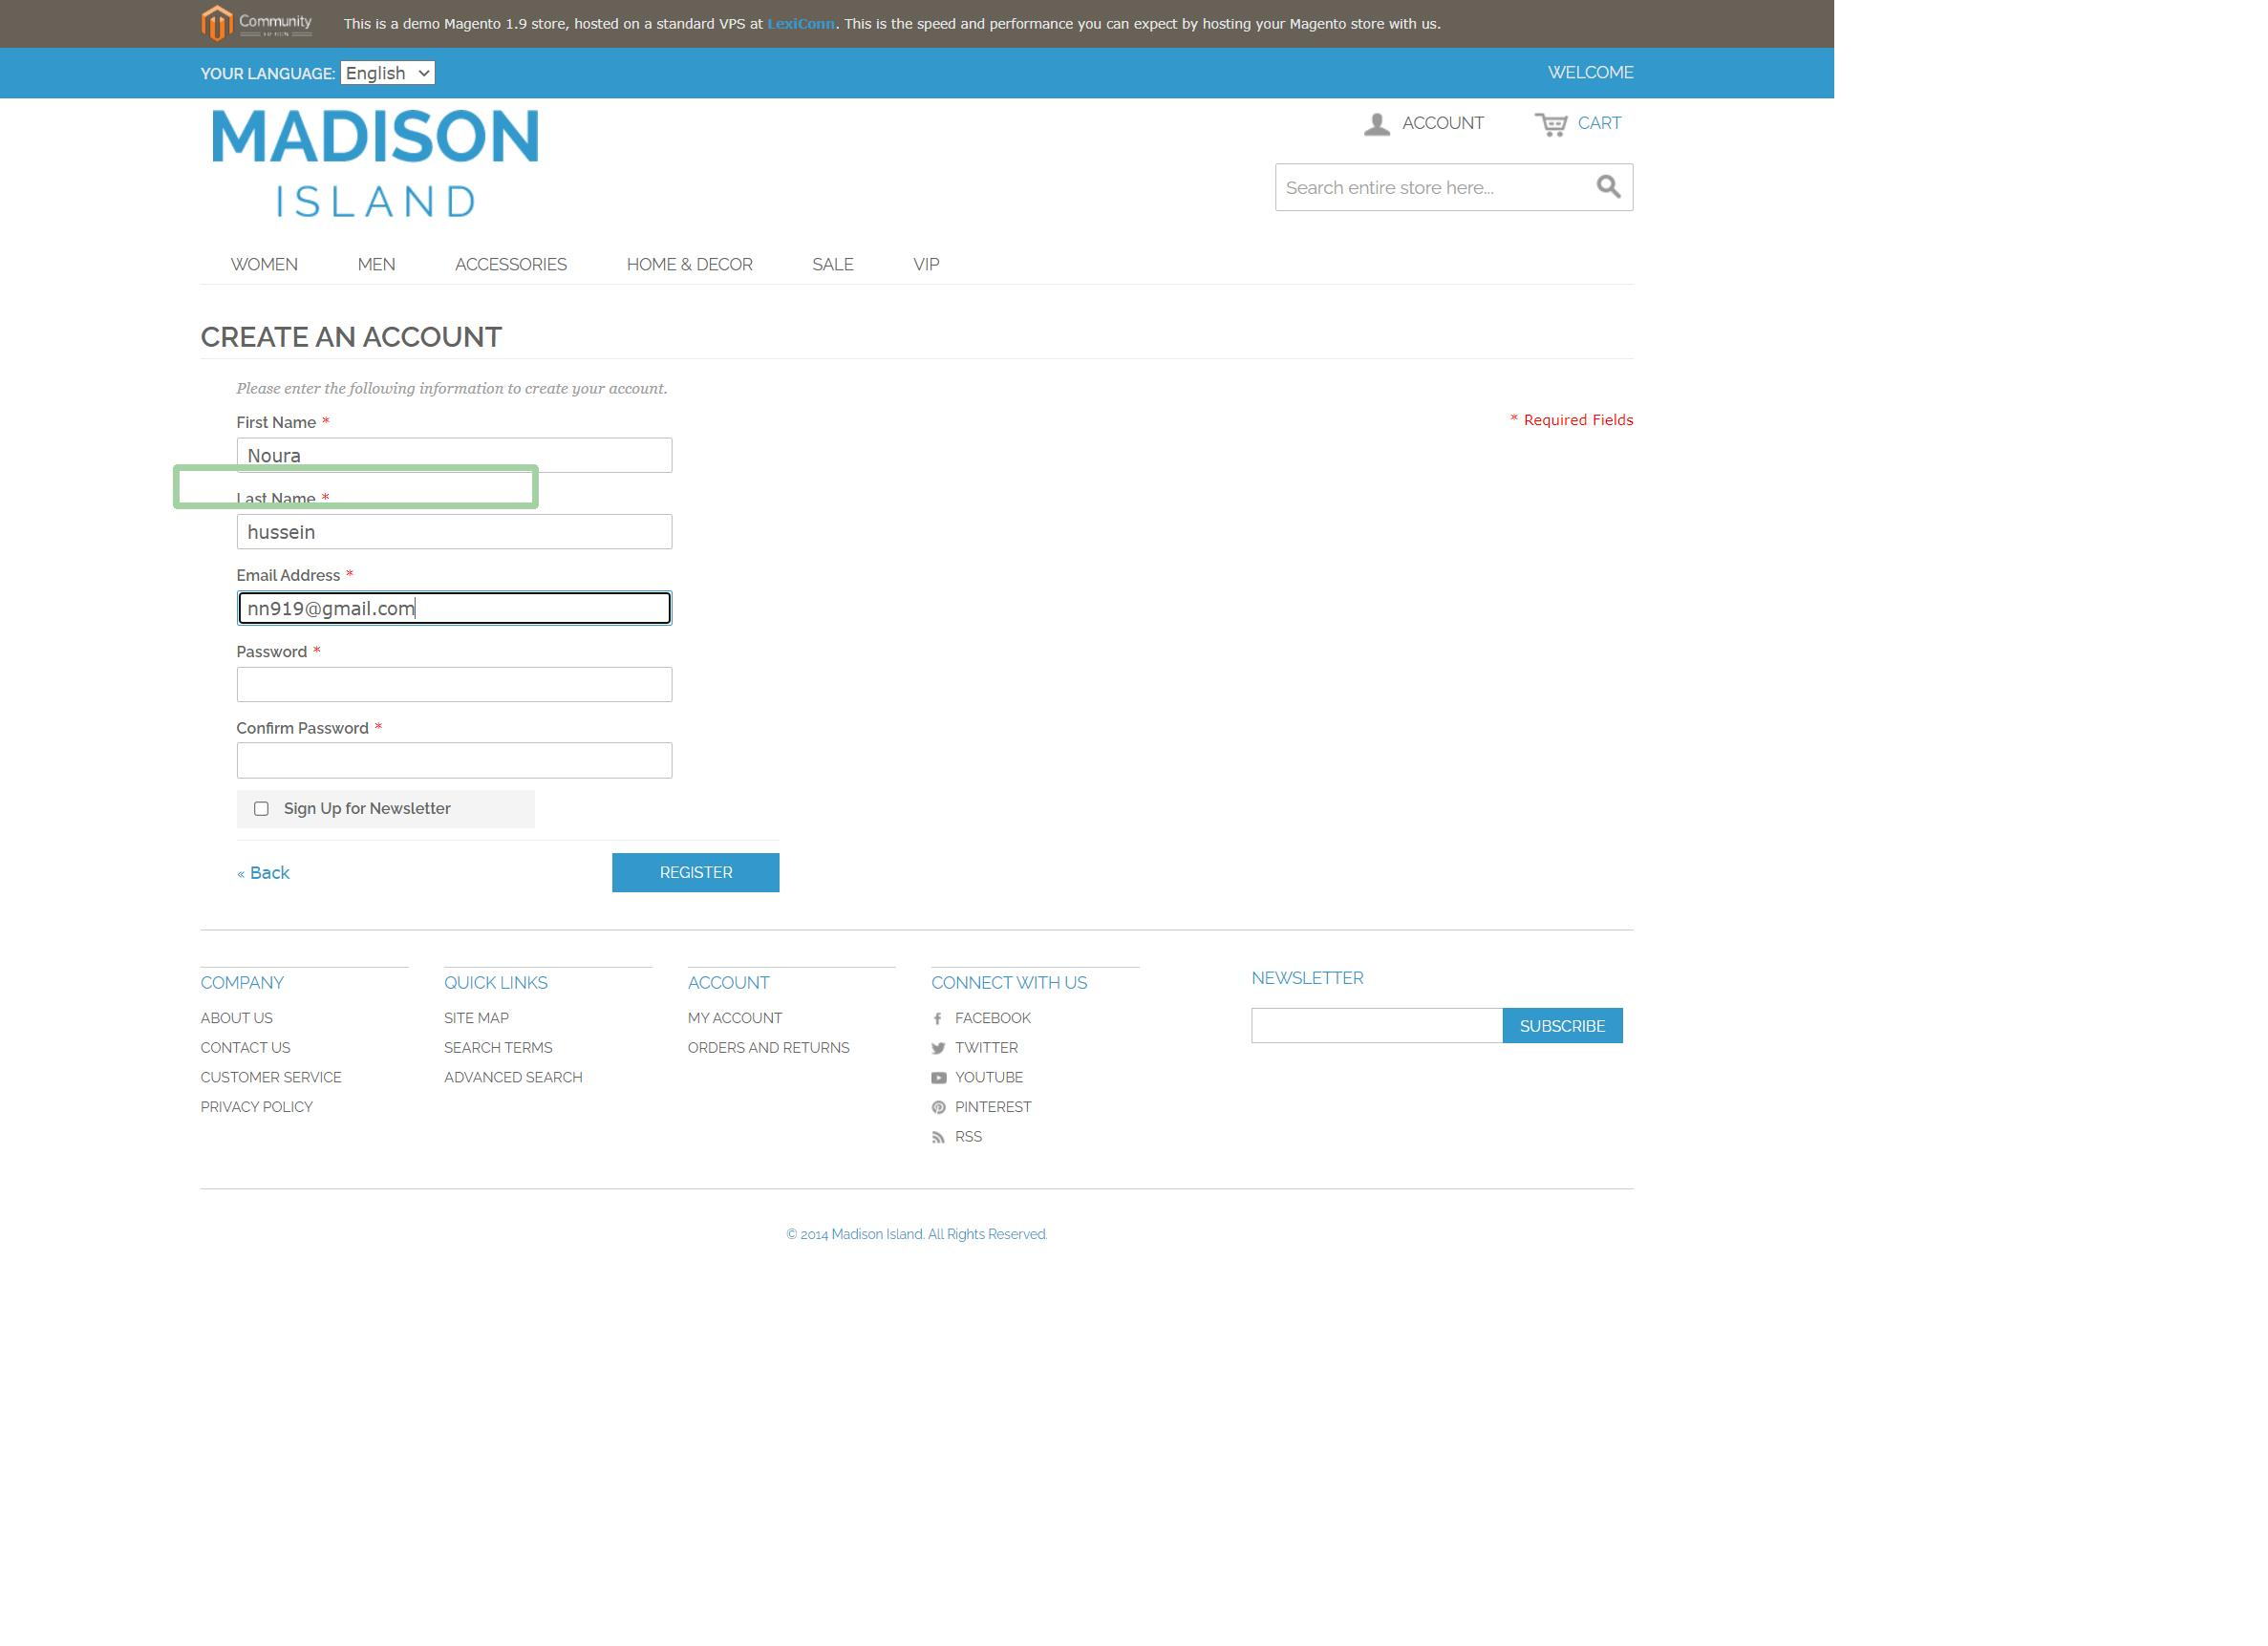 Community
This is a demo Magento 1.9 store, hosted on a standard VPS at LexiConn. This is the speed and performance you can expect by hosting your Magento store with us.
YOUR LANGUAGE: English
WELCOME
MADISON
ISLAND
ACCOUNT
CART
Search entire store here...
WOMEN MEN ACCESSORIES HOME & DECOR SALE VIP
CREATE AN ACCOUNT
Please enter the following information to create your account.
* Required Fields
First Name *
Noura
Last Name *
hussein
Email Address *
nn919@gmail.com
Password *
Confirm Password *
Sign Up for Newsletter
« Back
REGISTER
COMPANY
ABOUT US
CONTACT US
CUSTOMER SERVICE
PRIVACY POLICY
QUICK LINKS
SITE MAP
SEARCH TERMS
ADVANCED SEARCH
ACCOUNT
MY ACCOUNT
ORDERS AND RETURNS
CONNECT WITH US
FACEBOOK
TWITTER
YOUTUBE
PINTEREST
RSS
NEWSLETTER
SUBSCRIBE
© 2014 Madison Island. All Rights Reserved.